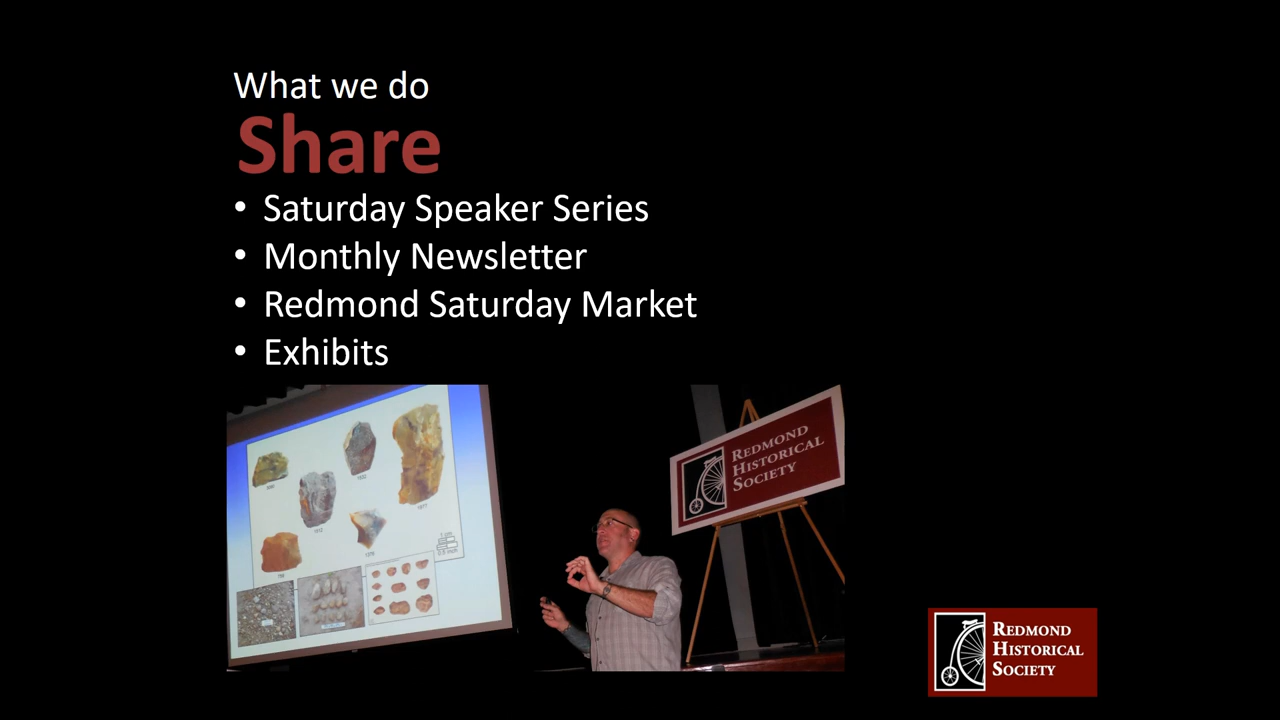 What we do
Share
• Saturday Speaker Series
• Monthly Newsletter
• Redmond Saturday Market
• Exhibits
REDMOND
HISTORICAL
SOCIETY
REDMOND
HISTORICAL
SOCIETY